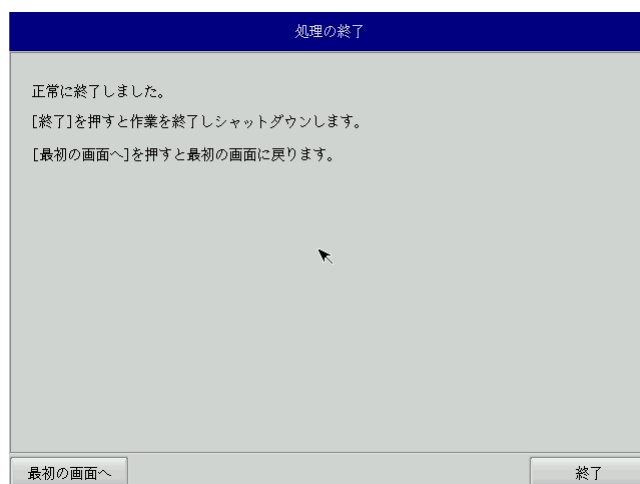 処理の終了
正常に終了しました。
[終了]を押すと作業を終了しシャットダウンします。
[最初の画面へ]を押すと最初の画面に戻ります。
最初の画面へ
終了